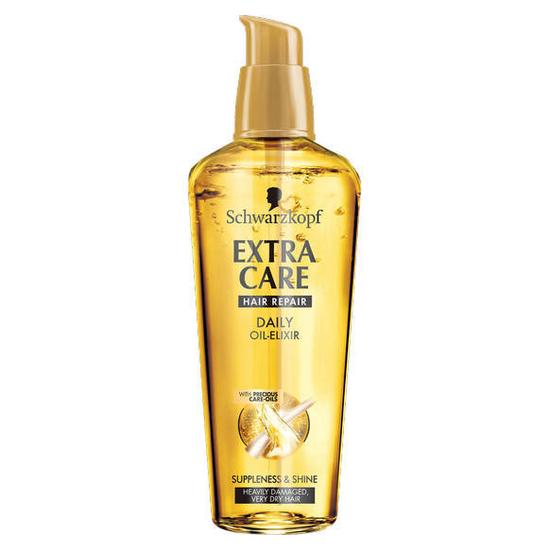 Schwarzkopf
EXTRA
CARE
HAIR REPAIR
DAILY
OIL-ELIXIR
WITH PRECIOUS
CARE-OILS
SUPPLENESS & SHINE
HEAVILY DAMAGED,
VERY DRY HAIR